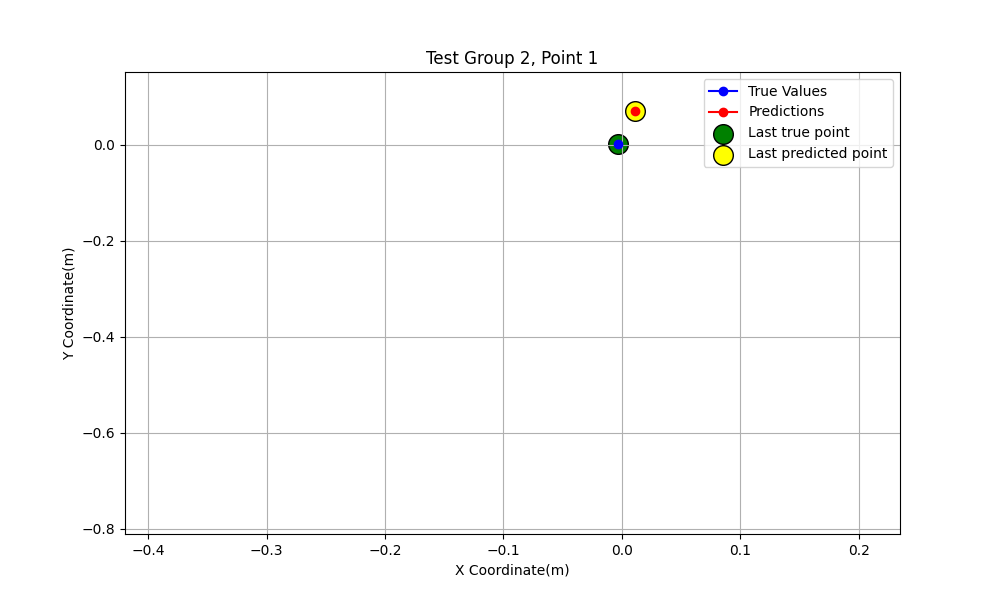 Test Group 2, Point 1
True Values
Predictions
Last true point
Last predicted point
Y Coordinate(m)
0.0
−0.2
−0.4
−0.6
−0.8
−0.4 −0.3 −0.2 −0.1 0.0 0.1 0.2
X Coordinate(m)